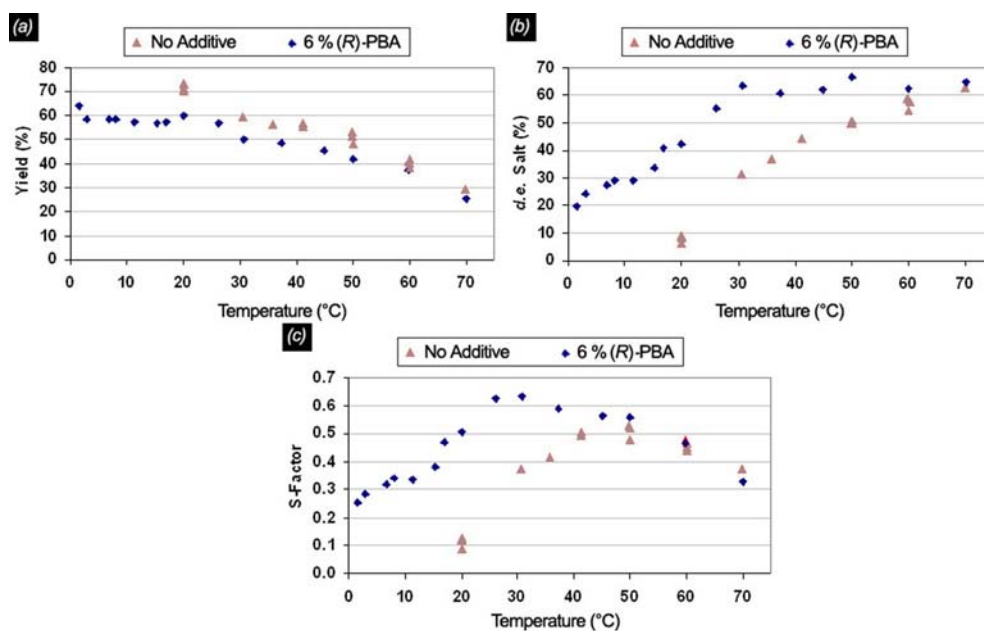 (a)
No Additive 6 % (R)-PBA
80
70
60
50
40
30
20
10
0
Yield (%)
0 10 20 30 40 50 60 70
Temperature (°C)
(b)
No Additive 6 % (R)-PBA
70
60
50
40
30
20
10
0
d.e. Salt (%)
0 10 20 30 40 50 60 70
Temperature (°C)
(c)
No Additive 6 % (R)-PBA
0.7
0.6
0.5
0.4
0.3
0.2
0.1
0.0
S-Factor
0 10 20 30 40 50 60 70
Temperature (°C)